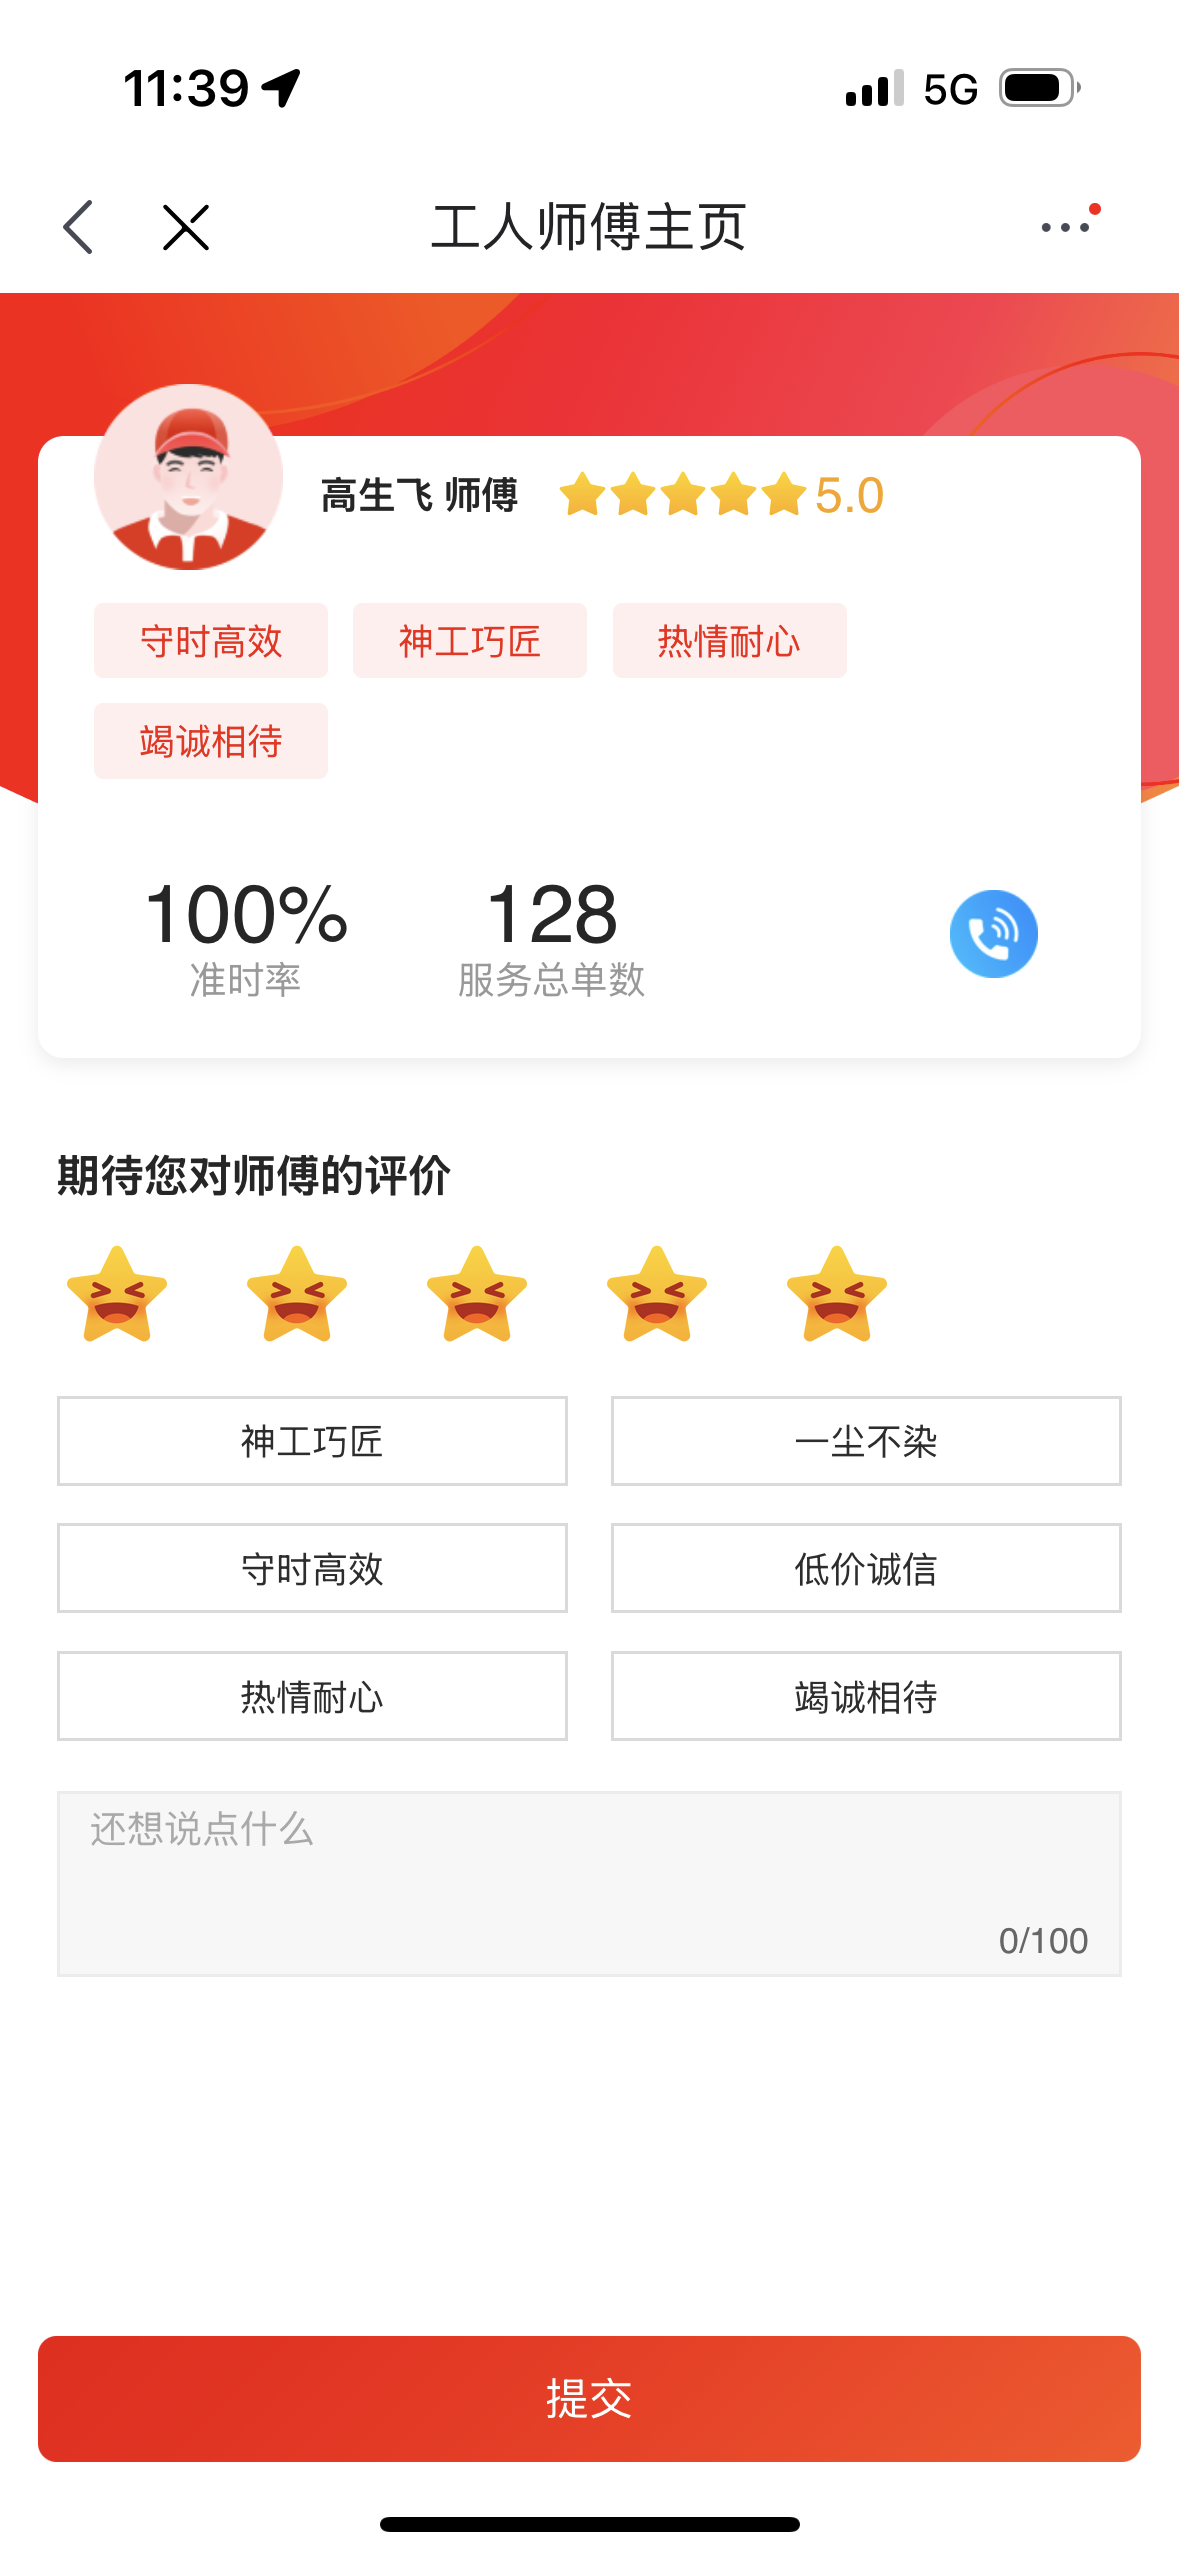 11:39 5G
工人师傅主页
高生飞 师傅 5.0
守时高效 神工巧匠 热情耐心
竭诚相待
100% 128
准时率 服务总单数
期待您对师傅的评价
神工巧匠 一尘不染
守时高效 低价诚信
热情耐心 竭诚相待
还想说点什么
0/100
提交